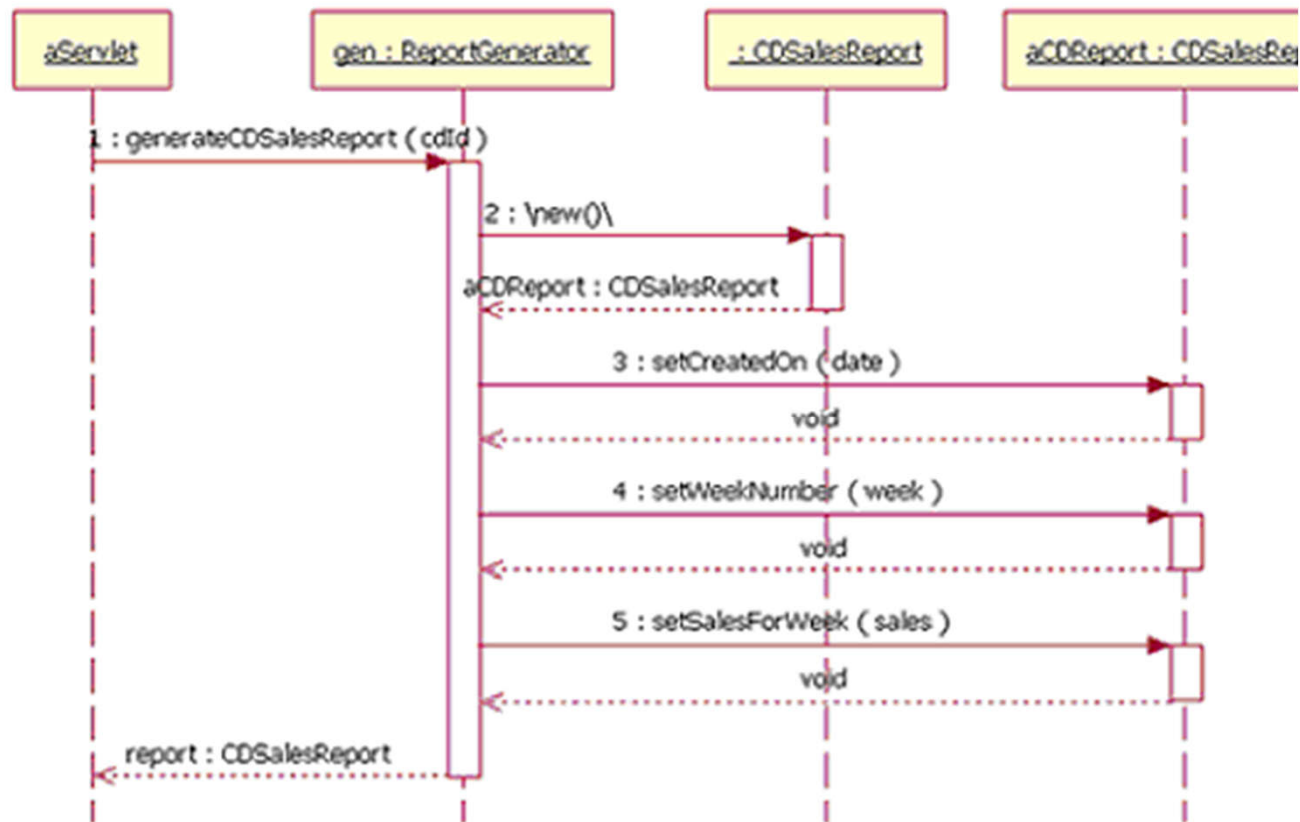 aServlet
gen : ReportGenerator
: CDSalesReport
aCDReport : CDSalesRep
1 : generateCDSalesReport ( cdId )
2 : \new()\
aCDReport : CDSalesReport
3 : setCreatedOn ( date )
void
4 : setWeekNumber ( week )
void
5 : setSalesForWeek ( sales )
void
report : CDSalesReport